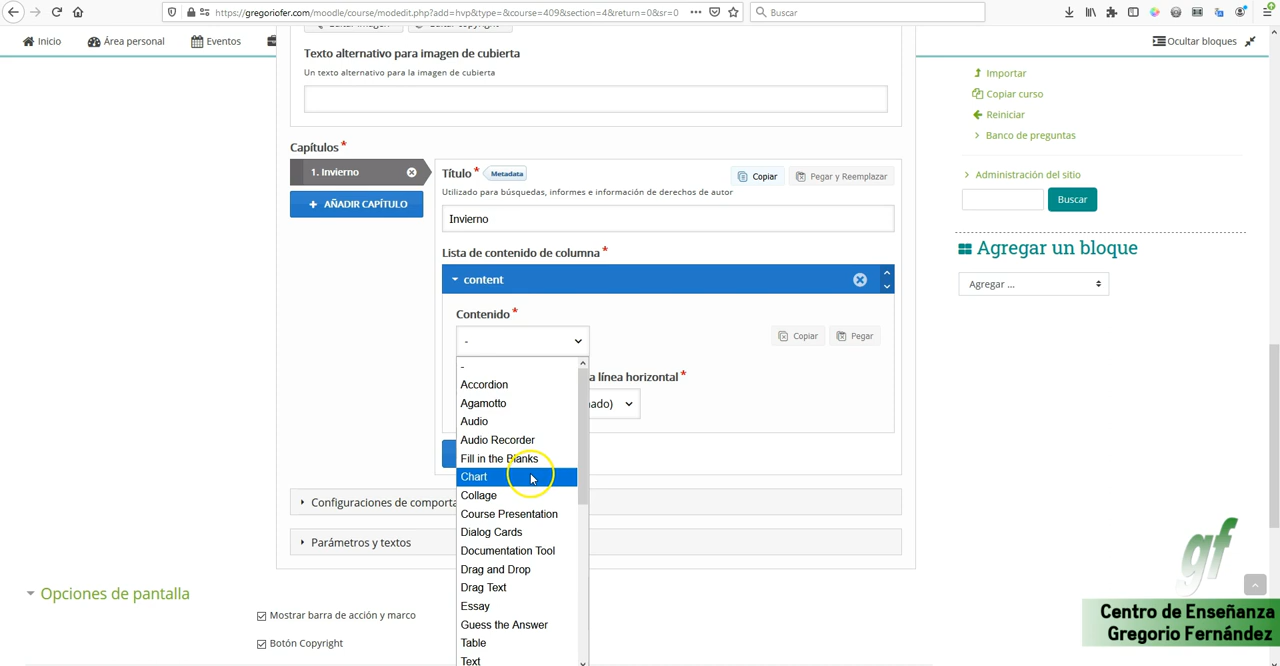 https://gregoriofer.com/moodle/course/modedit.php?add=hvp&type=&course=409&section=4&return=0&sr=0
Buscar
Inicio
Área personal
Eventos
Ocultar bloques
Texto alternativo para imagen de cubierta
Un texto alternativo para la imagen de cubierta
Importar
Copiar curso
Reiniciar
Banco de preguntas
Administración del sitio
Buscar
Agregar un bloque
Agregar ...
Capítulos*
1. Invierno
+ AÑADIR CAPÍTULO
Título* Metadata
Copiar
Pegar y Reemplazar
Utilizado para búsquedas, informes e información de derechos de autor
Invierno
Lista de contenido de columna*
content
Contenido*
-
Copiar
Pegar
a línea horizontal*
-
Accordion
Agamotto
Audio
Audio Recorder
Fill in the Blanks
Chart
Collage
Course Presentation
Dialog Cards
Documentation Tool
Drag and Drop
Drag Text
Essay
Guess the Answer
Table
Text
Parámetros y textos
Opciones de pantalla
Mostrar barra de acción y marco
Botón Copyright
gf
Centro de Enseñanza
Gregorio Fernández